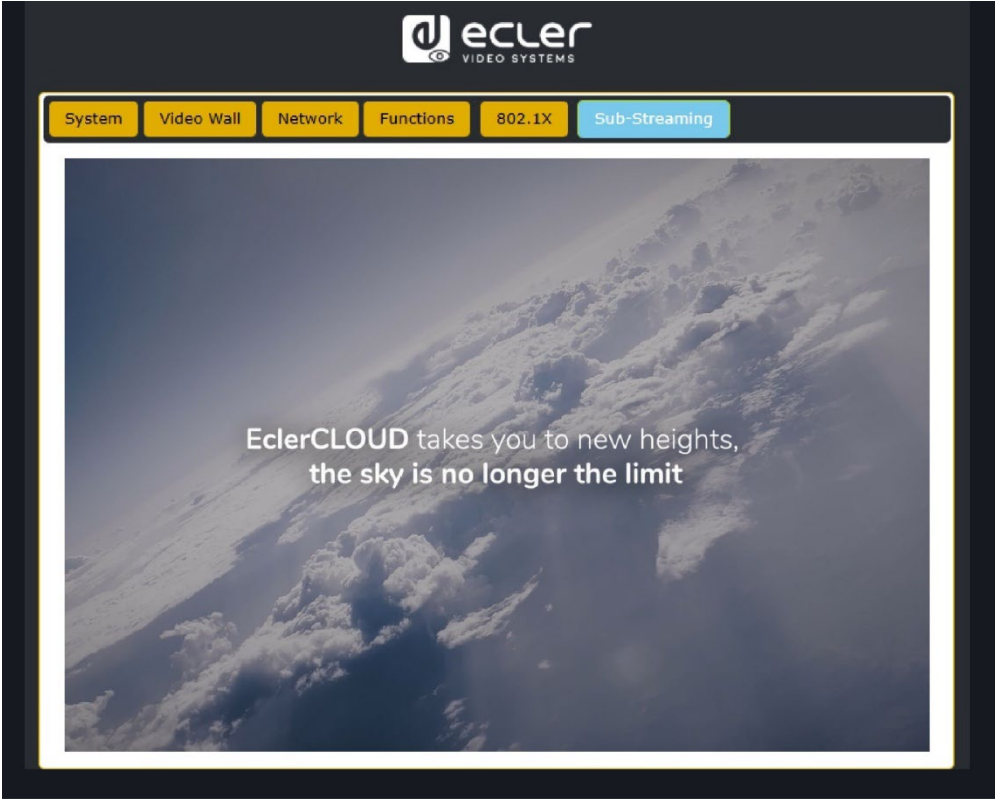 ecler
VIDEO SYSTEMS
System Video Wall Network Functions 802.1X Sub-Streaming
EclerCLOUD takes you to new heights,
the sky is no longer the limit